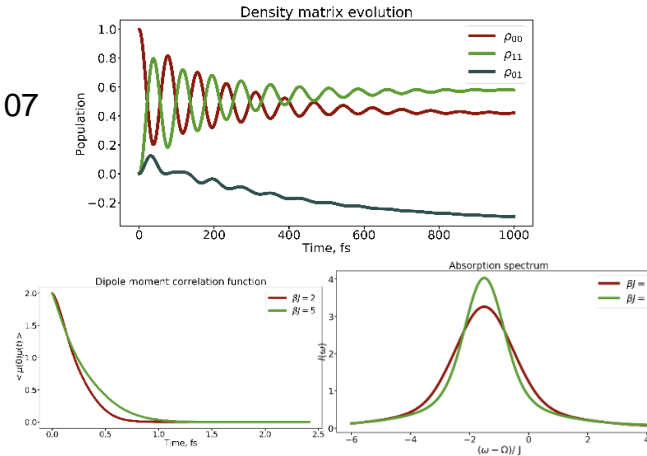 07
Density matrix evolution
1.0
0.8
0.6
0.4
0.2
0.0
−0.2
Population
ρ00
ρ11
ρ01
0 200 400 600 800 1000
Time, fs
Dipole moment correlation function
2.0
1.5
1.0
0.5
0.0
<μ(0)μ(t)>
βJ = 2
βJ = 5
0.0 0.5 1.0 1.5 2.0 2.5
Time, fs
Absorption spectrum
4
3
2
1
0
I(ω)
βJ =
βJ =
−6 −4 −2 0 2 4
(ω − Ω)/ J